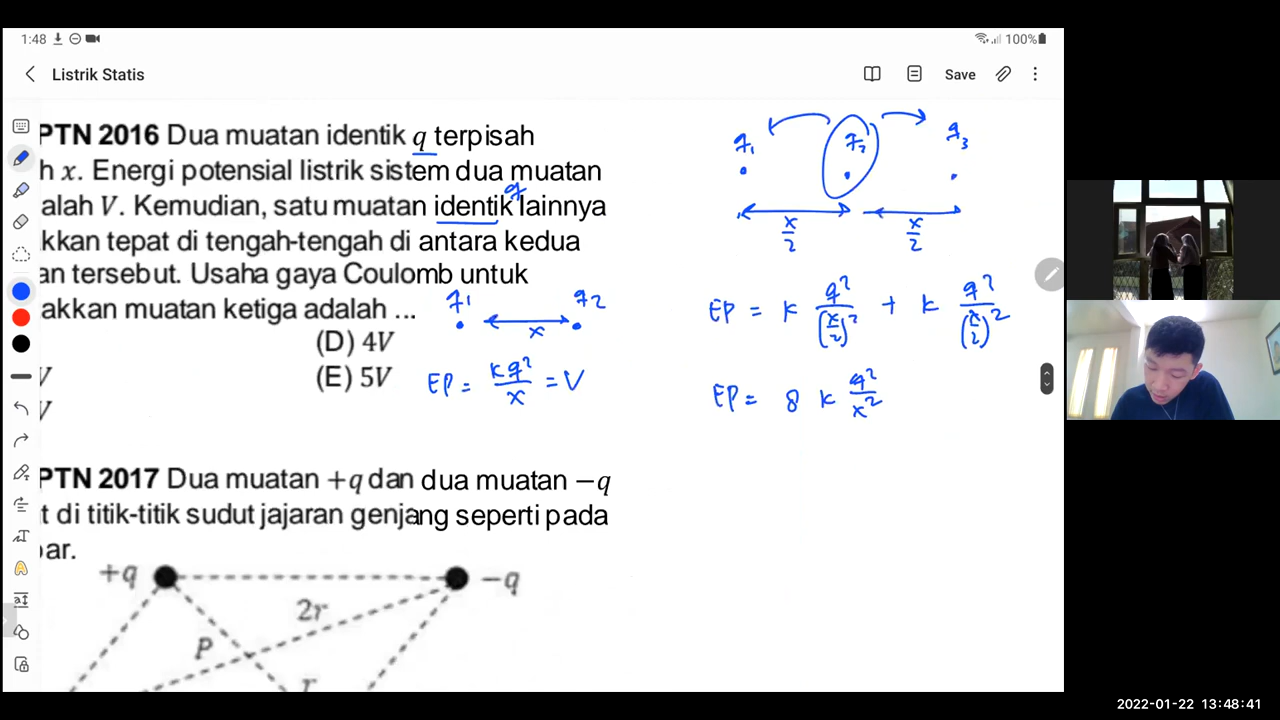 1:48
100%
Listrik Statis
Save
PTN 2016 Dua muatan identik q terpisah
h x. Energi potensial listrik sistem dua muatan
alah V. Kemudian, satu muatan identik lainnya
q
kkan tepat di tengah-tengah di antara kedua
an tersebut. Usaha gaya Coulomb untuk
akkan muatan ketiga adalah ...
(D) 4V
V (E) 5V
V
q1 q2
x
EP = kq²/x = V
q1 q2 q3
x/2 x/2
EP = k q²/(x/2)² + k q²/(x/2)²
EP = 8 k q²/x²
PTN 2017 Dua muatan +q dan dua muatan −q
t di titik-titik sudut jajaran genjang seperti pada
bar.
+q −q
2r
P
r
2022-01-22 13:48:41